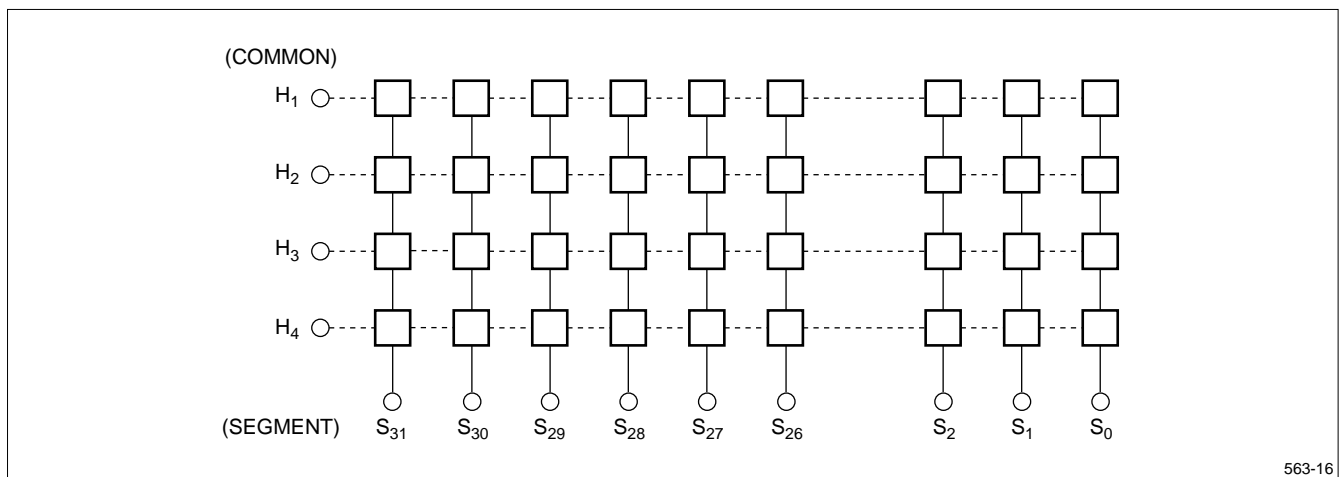 (COMMON)
H1
H2
H3
H4
(SEGMENT) S31 S30 S29 S28 S27 S26 S2 S1 S0
563-16